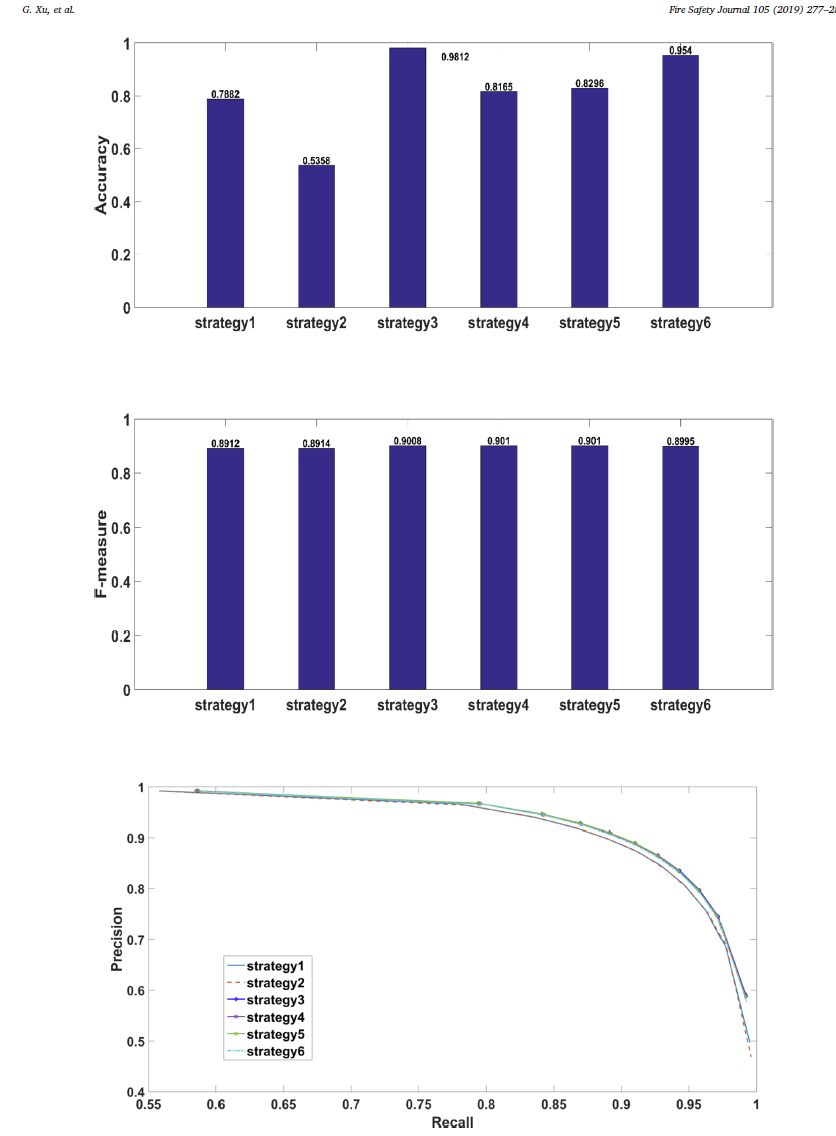 G. Xu, et al.
Fire Safety Journal 105 (2019) 277–28
1
0.8
0.6
0.4
0.2
0
Accuracy
0.7882
0.5358
0.9812
0.8165
0.8296
0.954
strategy1 strategy2 strategy3 strategy4 strategy5 strategy6
1
0.8
0.6
0.4
0.2
0
F-measure
0.8912
0.8914
0.9008
0.901
0.901
0.8995
strategy1 strategy2 strategy3 strategy4 strategy5 strategy6
1
0.9
0.8
0.7
0.6
0.5
0.4
Precision
strategy1
strategy2
strategy3
strategy4
strategy5
strategy6
0.55 0.6 0.65 0.7 0.75 0.8 0.85 0.9 0.95 1
Recall